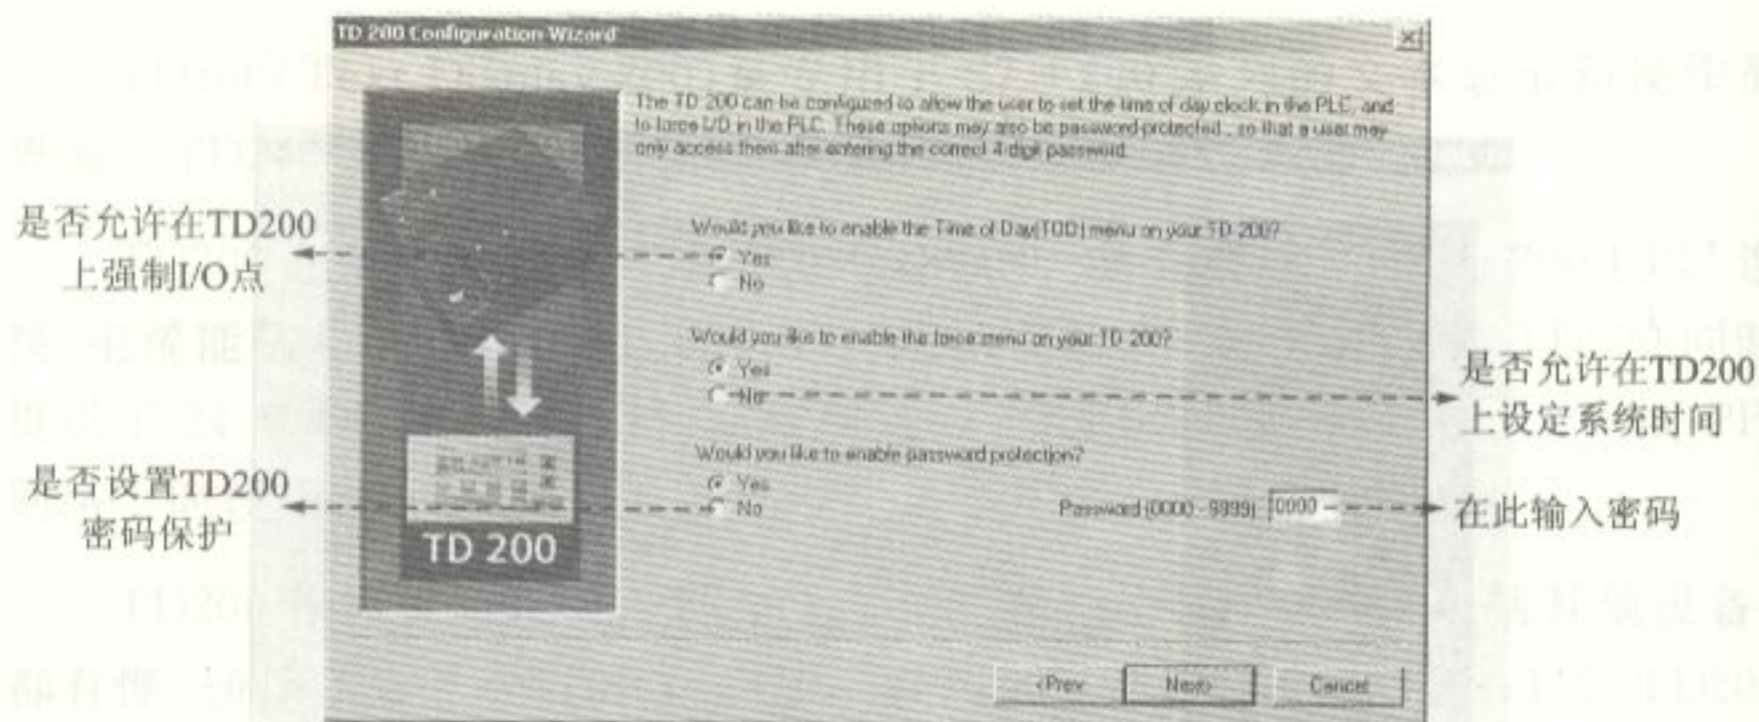 TD 200 Configuration Wizard
The TD 200 can be configured to allow the user to set the time of day clock in the PLC, and
to force I/O in the PLC. These options may also be password-protected, so that a user may
only access them after entering the correct 4-digit password.
是否允许在TD200
上强制I/O点
Would you like to enable the Time of Day(TOD) menu on your TD 200?
Yes
No
Would you like to enable the force menu on your TD 200?
Yes
No
是否允许在TD200
上设定系统时间
Would you like to enable password protection?
Yes
No
Password (0000 - 9999)
0000
是否设置TD200
密码保护
在此输入密码
TD 200
<Prev
Next>
Cancel